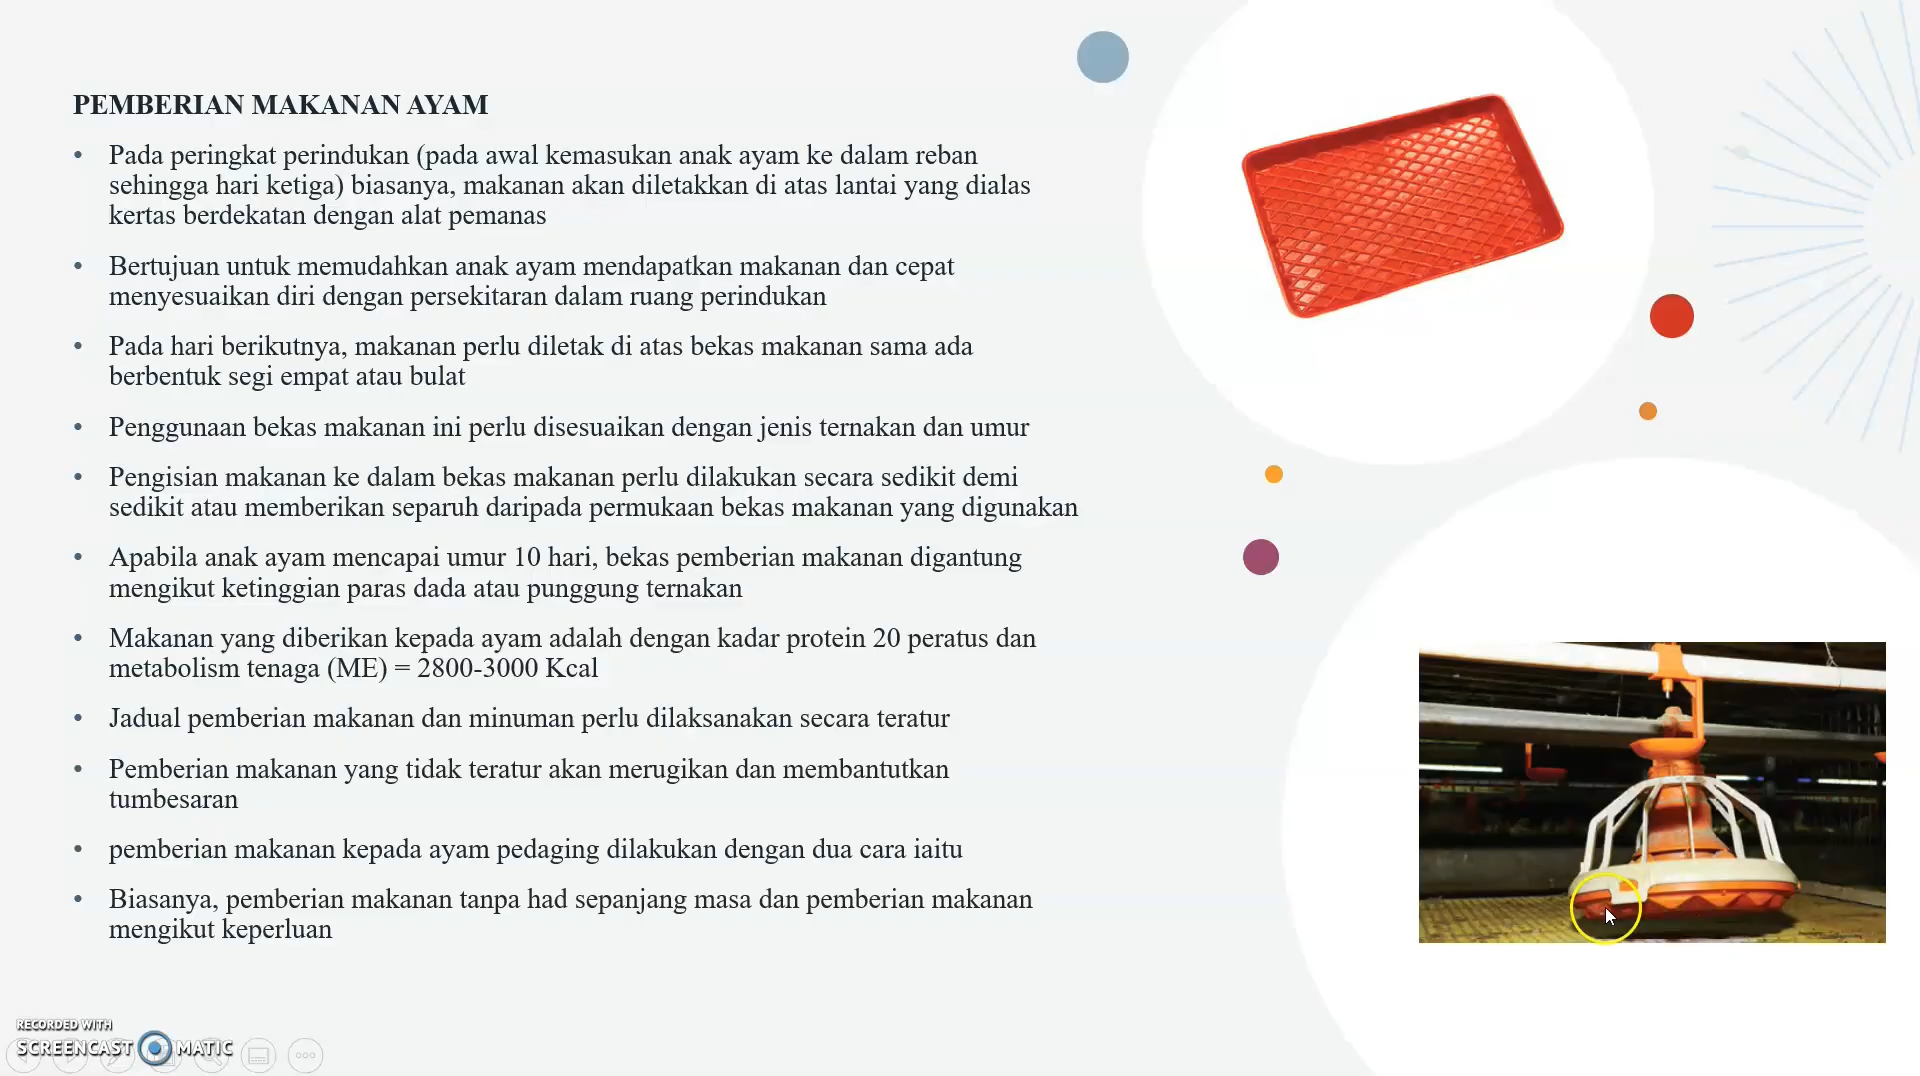 PEMBERIAN MAKANAN AYAM
• Pada peringkat perindukan (pada awal kemasukan anak ayam ke dalam reban
sehingga hari ketiga) biasanya, makanan akan diletakkan di atas lantai yang dialas
kertas berdekatan dengan alat pemanas
• Bertujuan untuk memudahkan anak ayam mendapatkan makanan dan cepat
menyesuaikan diri dengan persekitaran dalam ruang perindukan
• Pada hari berikutnya, makanan perlu diletak di atas bekas makanan sama ada
berbentuk segi empat atau bulat
• Penggunaan bekas makanan ini perlu disesuaikan dengan jenis ternakan dan umur
• Pengisian makanan ke dalam bekas makanan perlu dilakukan secara sedikit demi
sedikit atau memberikan separuh daripada permukaan bekas makanan yang digunakan
• Apabila anak ayam mencapai umur 10 hari, bekas pemberian makanan digantung
mengikut ketinggian paras dada atau punggung ternakan
• Makanan yang diberikan kepada ayam adalah dengan kadar protein 20 peratus dan
metabolism tenaga (ME) = 2800-3000 Kcal
• Jadual pemberian makanan dan minuman perlu dilaksanakan secara teratur
• Pemberian makanan yang tidak teratur akan merugikan dan membantutkan
tumbesaran
• pemberian makanan kepada ayam pedaging dilakukan dengan dua cara iaitu
• Biasanya, pemberian makanan tanpa had sepanjang masa dan pemberian makanan
mengikut keperluan
RECORDED WITH
SCREENCAST MATIC